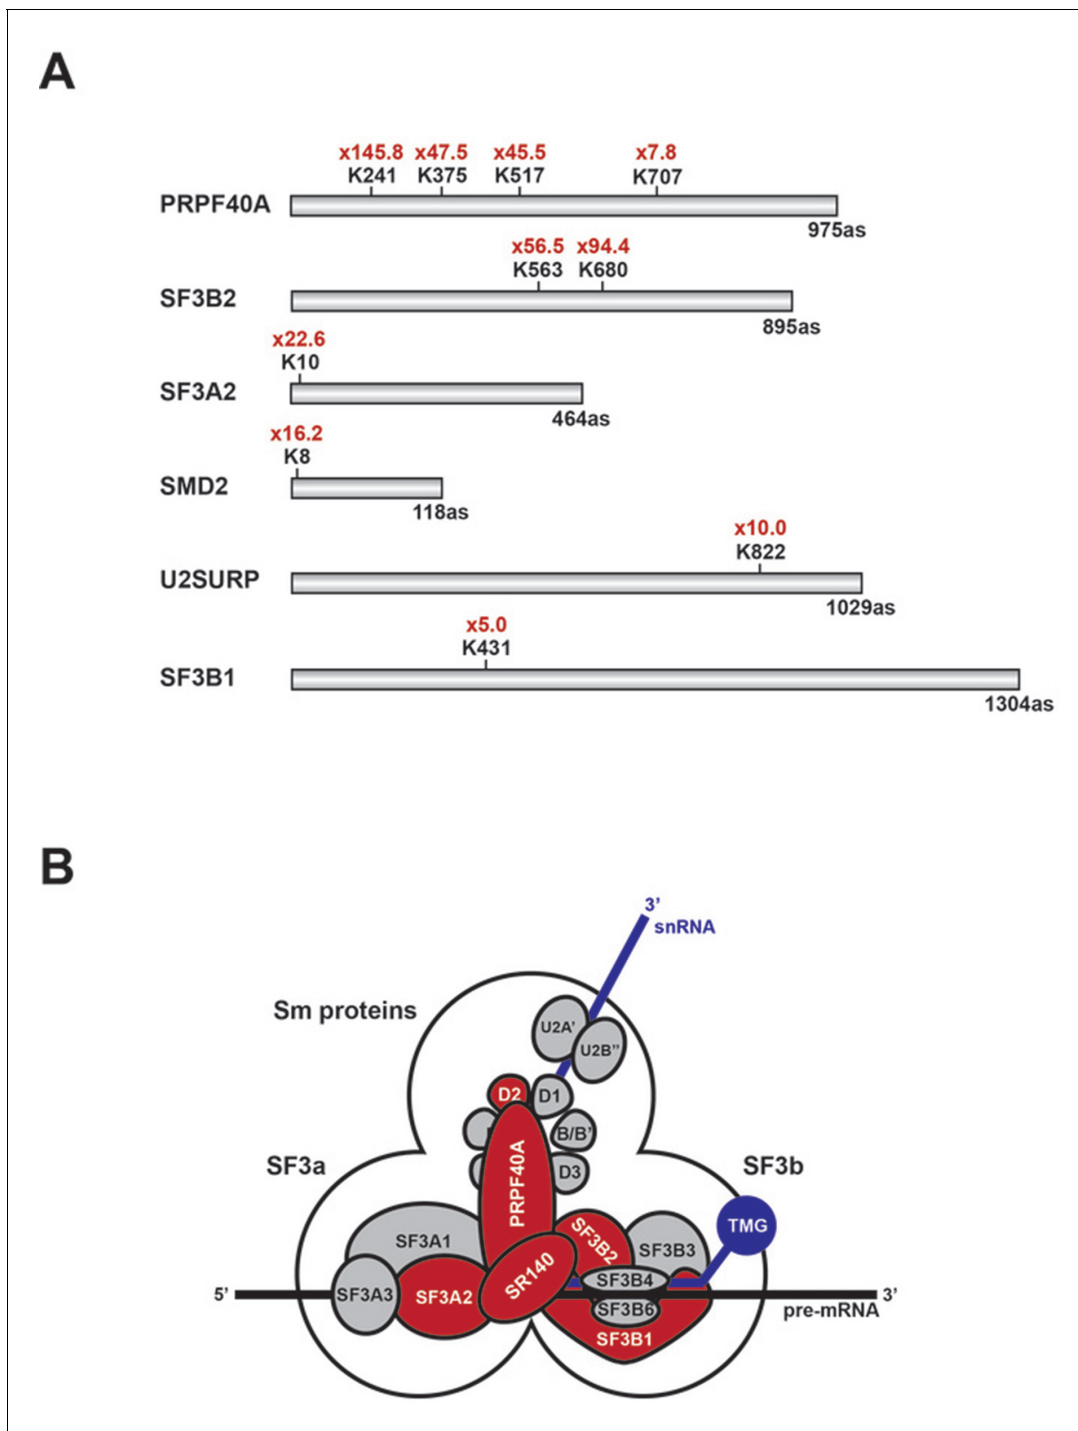 A
x145.8 x47.5 x45.5 x7.8
K241 K375 K517 K707
PRPF40A
975as
x56.5 x94.4
K563 K680
SF3B2
895as
x22.6
K10
SF3A2
464as
x16.2
K8
SMD2
118as
x10.0
K822
U2SURP
1029as
x5.0
K431
SF3B1
1304as
B
3’
snRNA
Sm proteins
U2A’
U2B”
D2 D1
B/B’
D3
PRPF40A
SF3a
SF3b
TMG
SF3A1
SF3B2
SF3B3
SR140
SF3B4
5’
SF3A3
SF3A2
3’
pre-mRNA
SF3B6
SF3B1